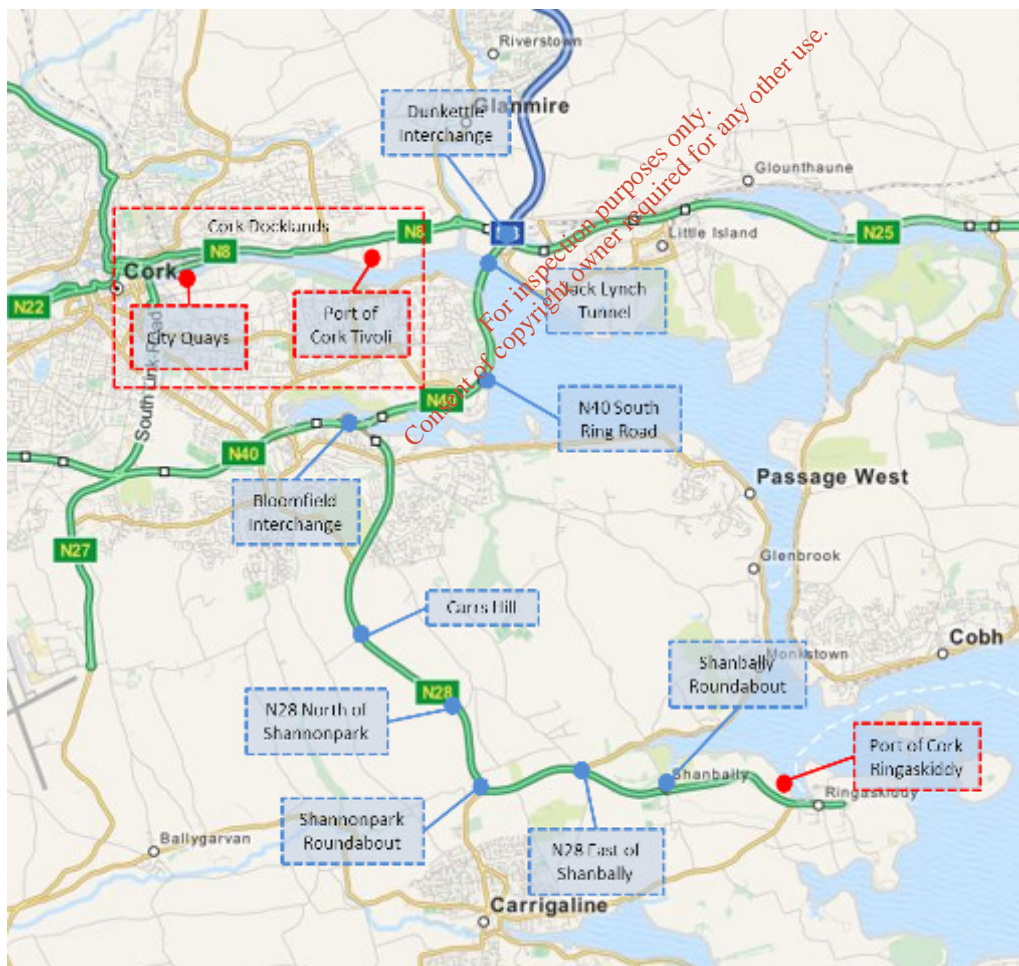 Riverstown
Dunkettle
Interchange
Glanmire
For inspection purposes only.
Consent of copyright owner required for any other use.
Glounthaune
Cork Docklands
N8
N8
Little Island
N25
Cork
N22
City Quays
Port of
Cork Tivoli
Jack Lynch
Tunnel
South Link Road
N40
N40 South
Ring Road
N40
Bloomfield
Interchange
Passage West
N27
Glenbrook
Carrs Hill
Cobh
Monkstown
Shanbally
Roundabout
N28
N28 North of
Shannonpark
Port of Cork
Ringaskiddy
Shanbally
Ringaskiddy
Shannonpark
Roundabout
Ballygarvan
N28 East of
Shanbally
Carrigaline